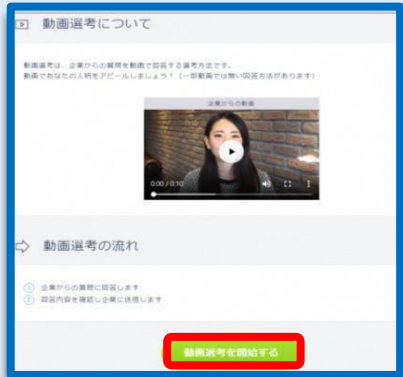 動画選考について
動画選考は、企業からの質問を動画で回答する選考方法です。
動画であなたの人柄をアピールしましょう！（一部動画では無い回答方法があります）
企業からの動画
0:00 / 0:10
動画選考の流れ
① 企業からの質問に回答します
② 回答内容を確認し企業に送信します
動画選考を開始する